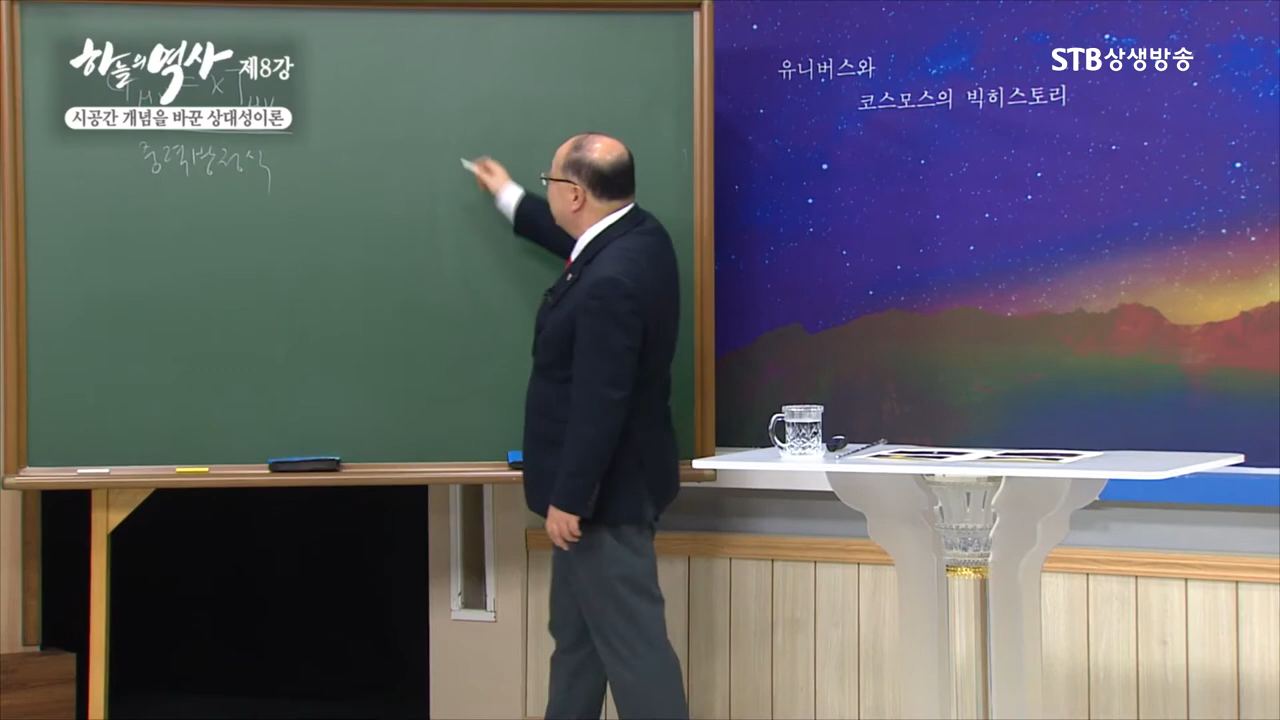 하늘의 역사 제8강
시공간 개념을 바꾼 상대성이론
중력방정식
유니버스와
코스모스의 빅히스토리
STB상생방송